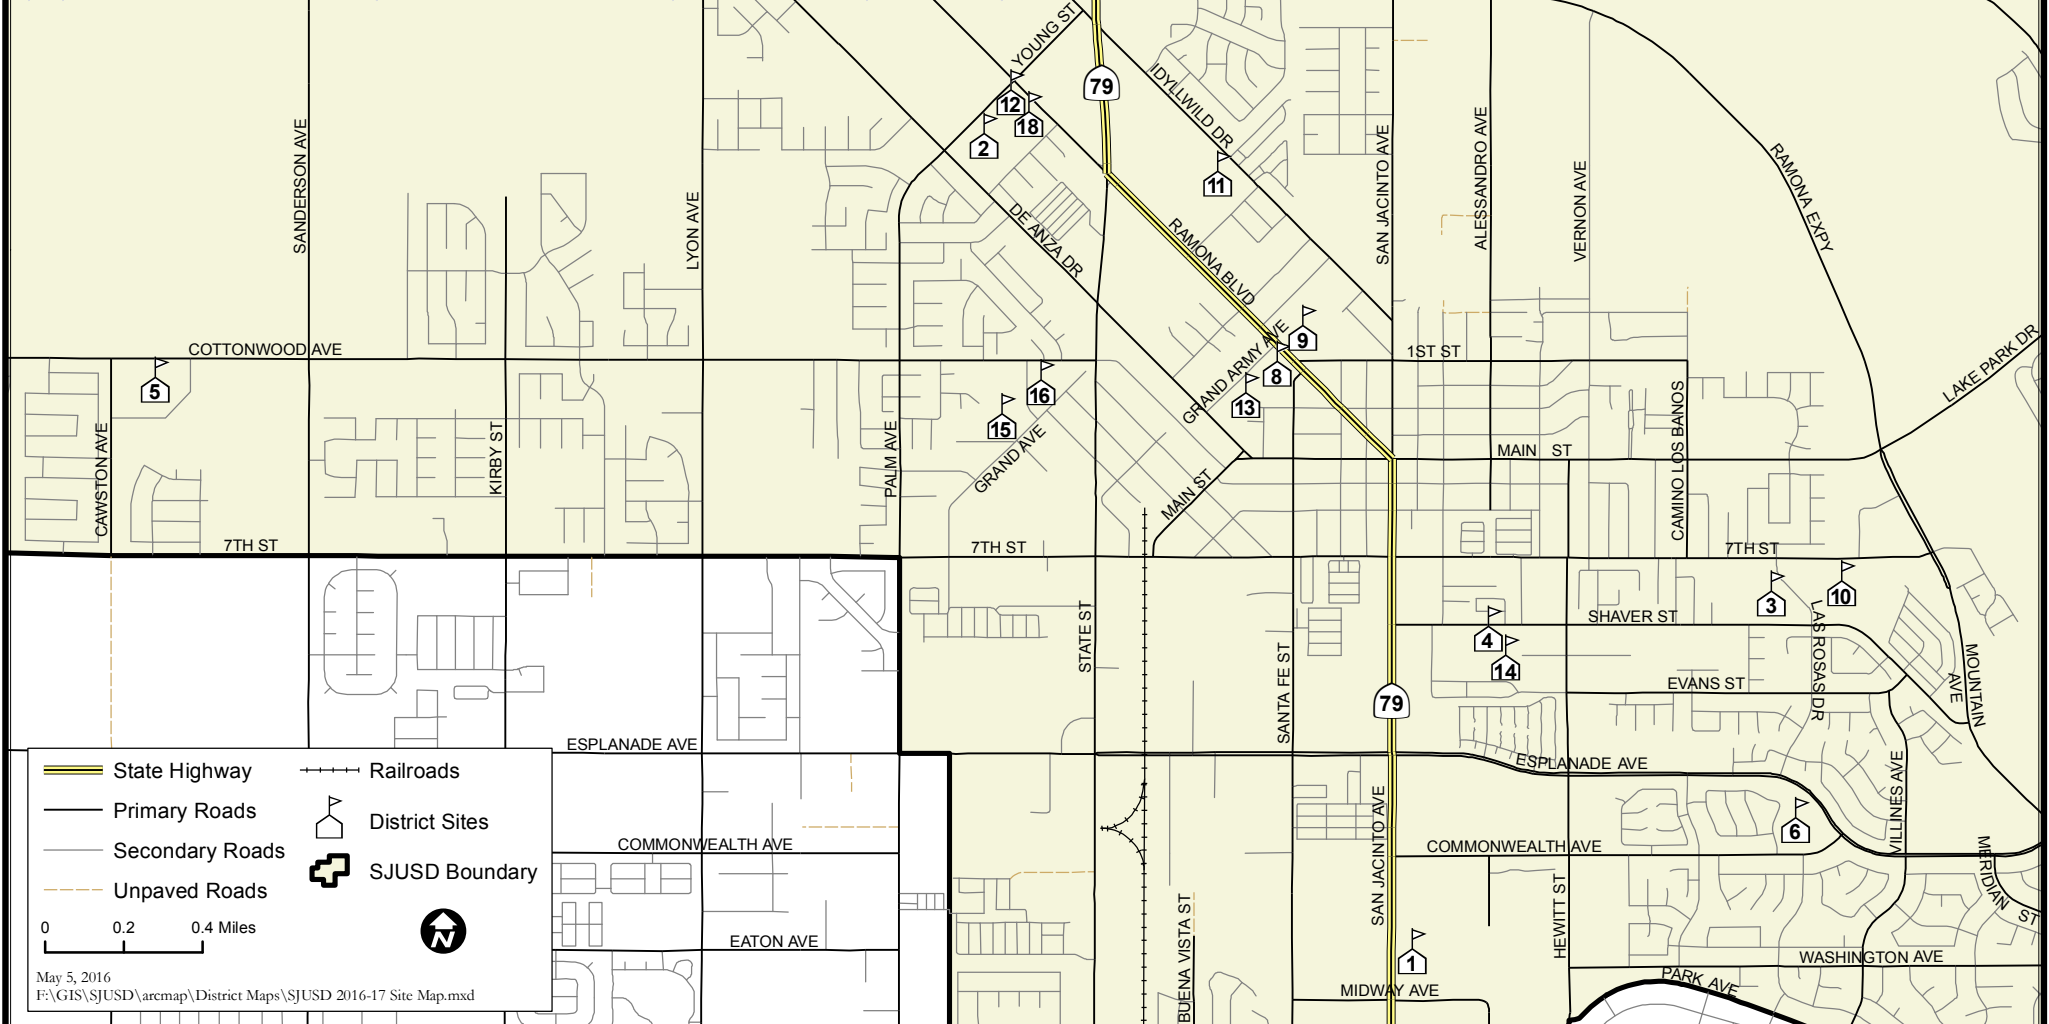 YOUNG ST
79
IDYLLWILD DR
12
18
2
11
SANDERSON AVE
LYON AVE
DE ANZA DR
RAMONA BLVD
SAN JACINTO AVE
ALESSANDRO AVE
VERNON AVE
RAMONA EXPY
COTTONWOOD AVE
GRAND ARMY AVE
9
1ST ST
LAKE PARK DR
5
16
8
13
15
CAWSTON AVE
KIRBY ST
PALM AVE
GRAND AVE
MAIN ST
MAIN ST
CAMINO LOS BANOS
7TH ST
7TH ST
7TH ST
3
10
STATE ST
SANTA FE ST
4
14
SHAVER ST
LAS ROSAS DR
EVANS ST
MOUNTAIN AVE
79
ESPLANADE AVE
ESPLANADE AVE
VILLINES AVE
6
SAN JACINTO AVE
COMMONWEALTH AVE
COMMONWEALTH AVE
MERIDIAN ST
HEWITT ST
BUENA VISTA ST
EATON AVE
1
WASHINGTON AVE
PARK AVE
MIDWAY AVE
State Highway
Primary Roads
Secondary Roads
Unpaved Roads
Railroads
District Sites
SJUSD Boundary
0 0.2 0.4 Miles
N
May 5, 2016
F:\GIS\SJUSD\arcmap\District Maps\SJUSD 2016-17 Site Map.mxd